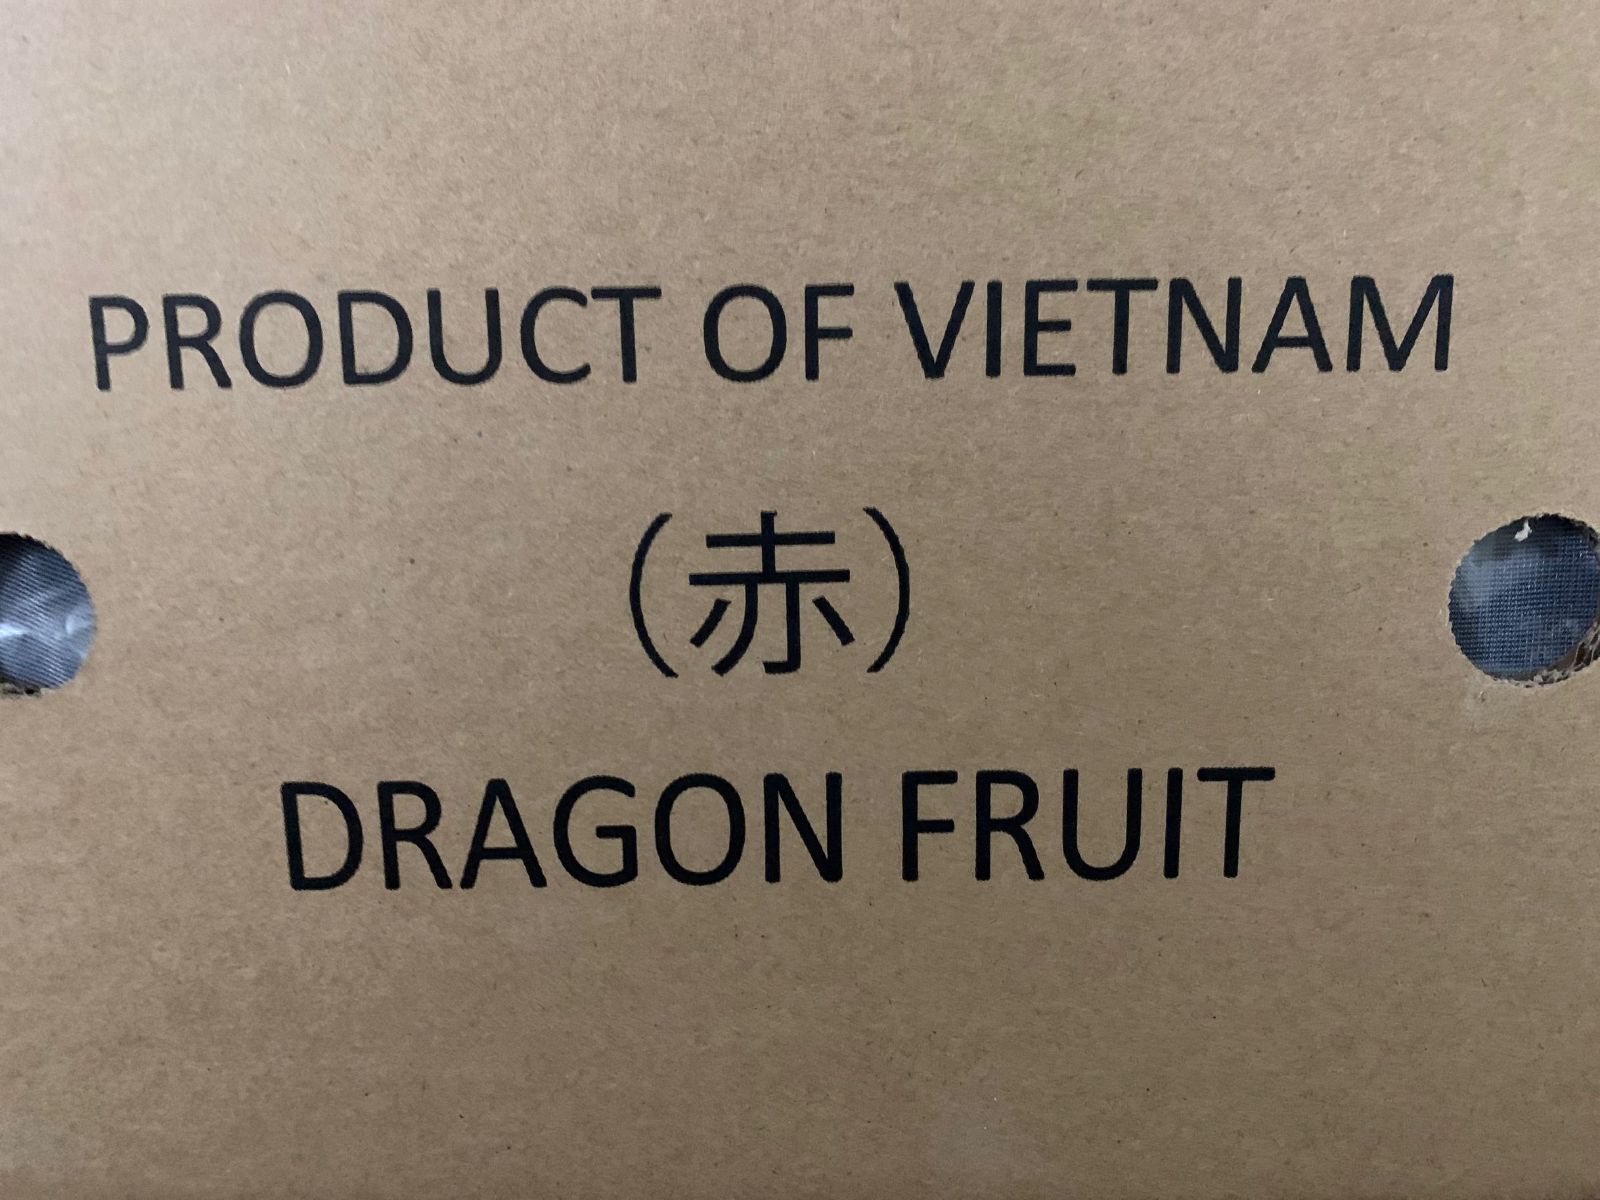 PRODUCT OF VIETNAM
(赤)
DRAGON FRUIT